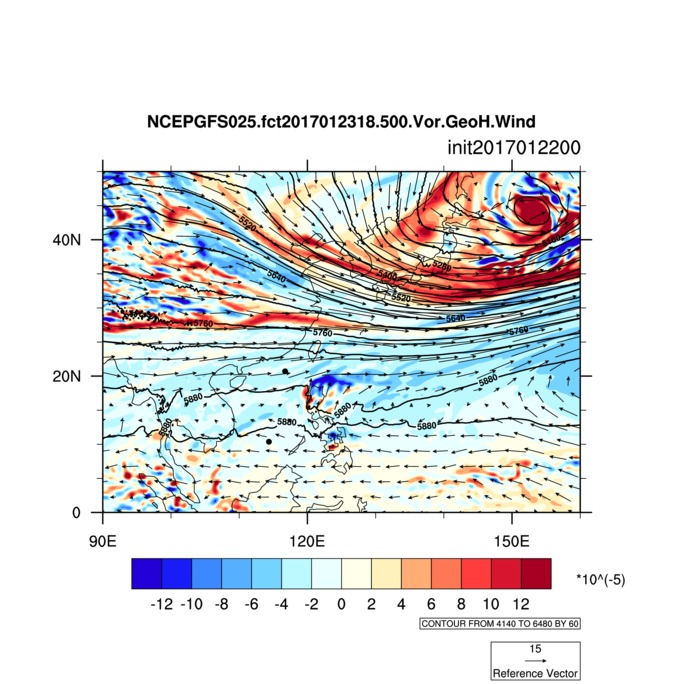 NCEPGFS025.fct2017012318.500.Vor.GeoH.Wind
init2017012200
40N
20N
0
90E 120E 150E
5520
5640
5400
5520
5280
5640
5760
5760
5760
5880
5880
5880
5880
5880
5880
-12 -10 -8 -6 -4 -2 0 2 4 6 8 10 12
*10^(-5)
CONTOUR FROM 4140 TO 6480 BY 60
15
Reference Vector